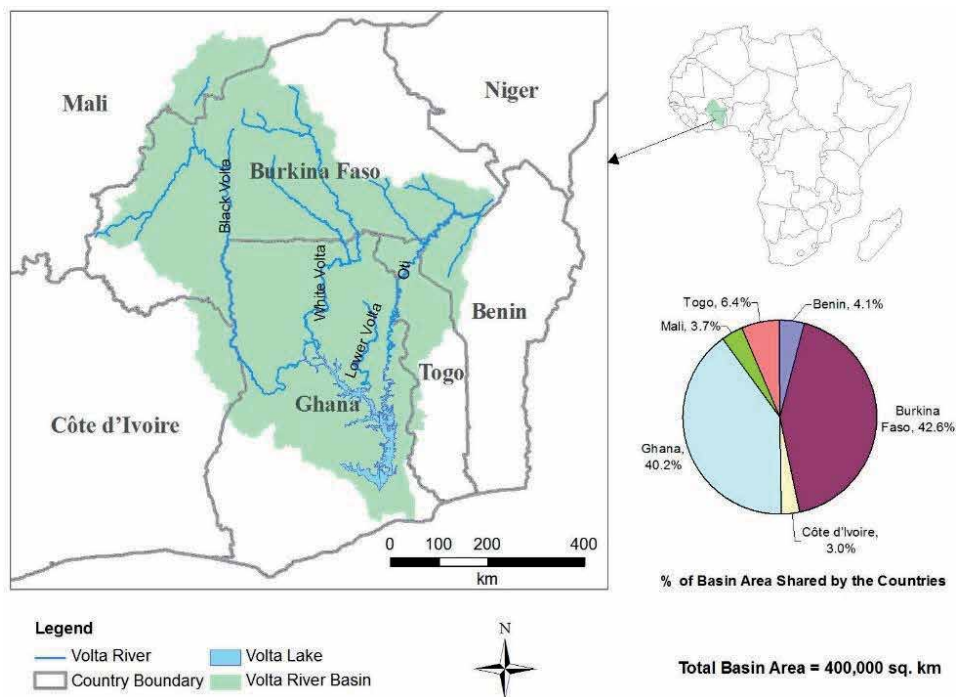 Mali
Niger
Burkina Faso
Black Volta
White Volta
Oti
Lower Volta
Benin
Togo
Ghana
Côte d'Ivoire
0 100 200 400
km
Togo, 6.4%
Benin, 4.1%
Mali, 3.7%
Burkina
Faso, 42.6%
Ghana,
40.2%
Côte d'Ivoire,
3.0%
% of Basin Area Shared by the Countries
Legend
Volta River
Volta Lake
Country Boundary
Volta River Basin
N
Total Basin Area = 400,000 sq. km